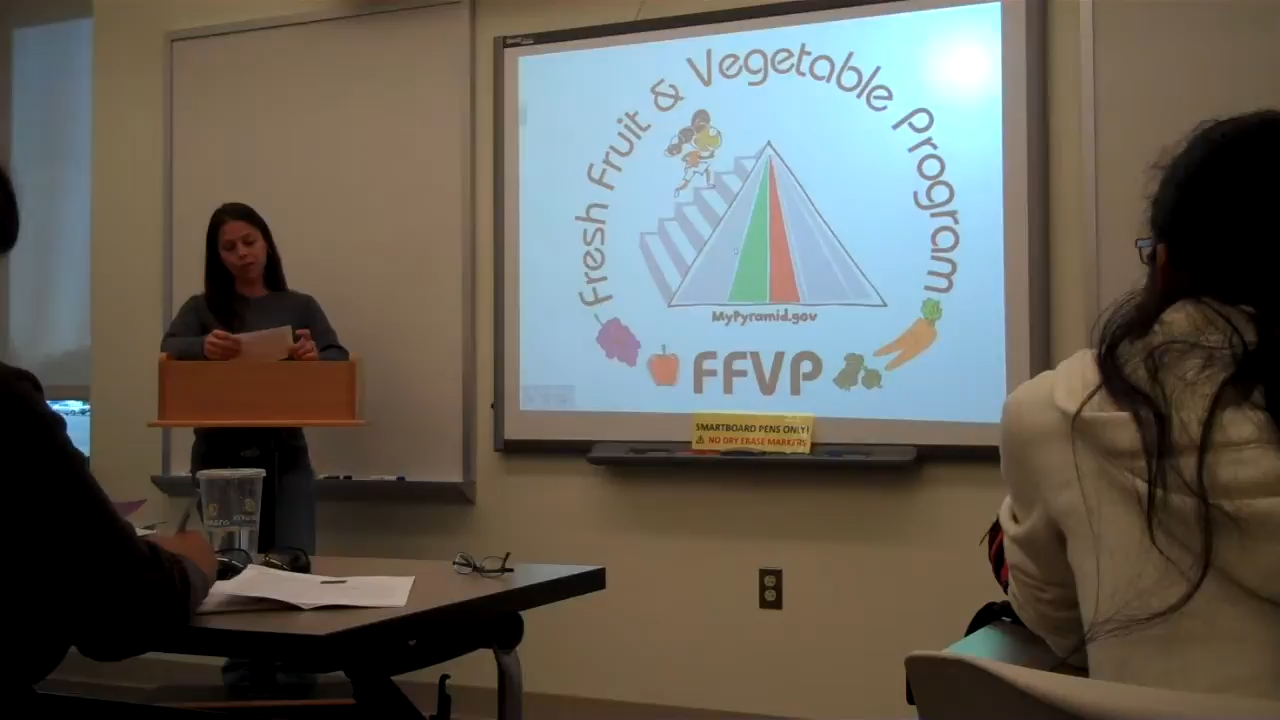 Fresh Fruit & Vegetable Program
MyPyramid.gov
FFVP
SMARTBOARD PENS ONLY!
⚠ NO DRY ERASE MARKERS